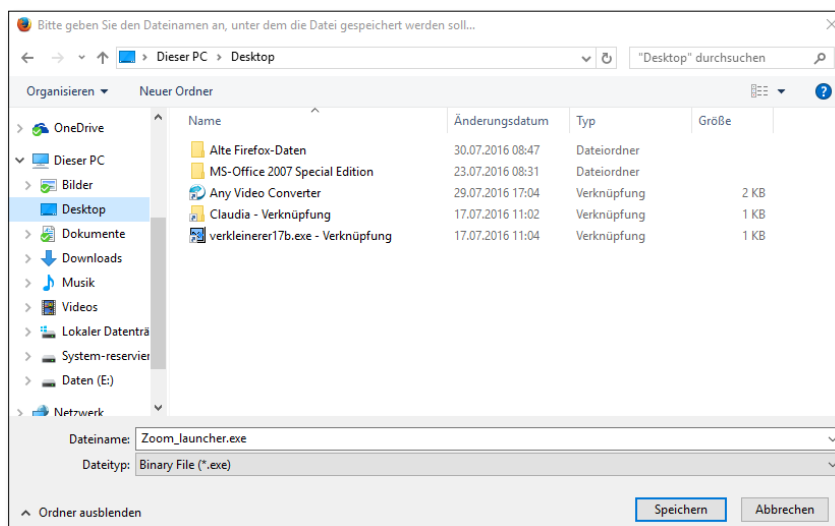 Bitte geben Sie den Dateinamen an, unter dem die Datei gespeichert werden soll...
Dieser PC > Desktop
"Desktop" durchsuchen
Organisieren
Neuer Ordner
?
Name Änderungsdatum Typ Größe
OneDrive
Dieser PC
Bilder
Desktop
Dokumente
Downloads
Musik
Videos
Lokaler Datenträ
System-reservier
Daten (E:)
Netzwerk
Alte Firefox-Daten 30.07.2016 08:47 Dateiordner
MS-Office 2007 Special Edition 23.07.2016 08:31 Dateiordner
Any Video Converter 29.07.2016 17:04 Verknüpfung 2 KB
Claudia - Verknüpfung 17.07.2016 11:02 Verknüpfung 1 KB
verkleinerer17b.exe - Verknüpfung 17.07.2016 11:04 Verknüpfung 1 KB
Dateiname: Zoom_launcher.exe
Dateityp: Binary File (*.exe)
Ordner ausblenden
Speichern
Abbrechen